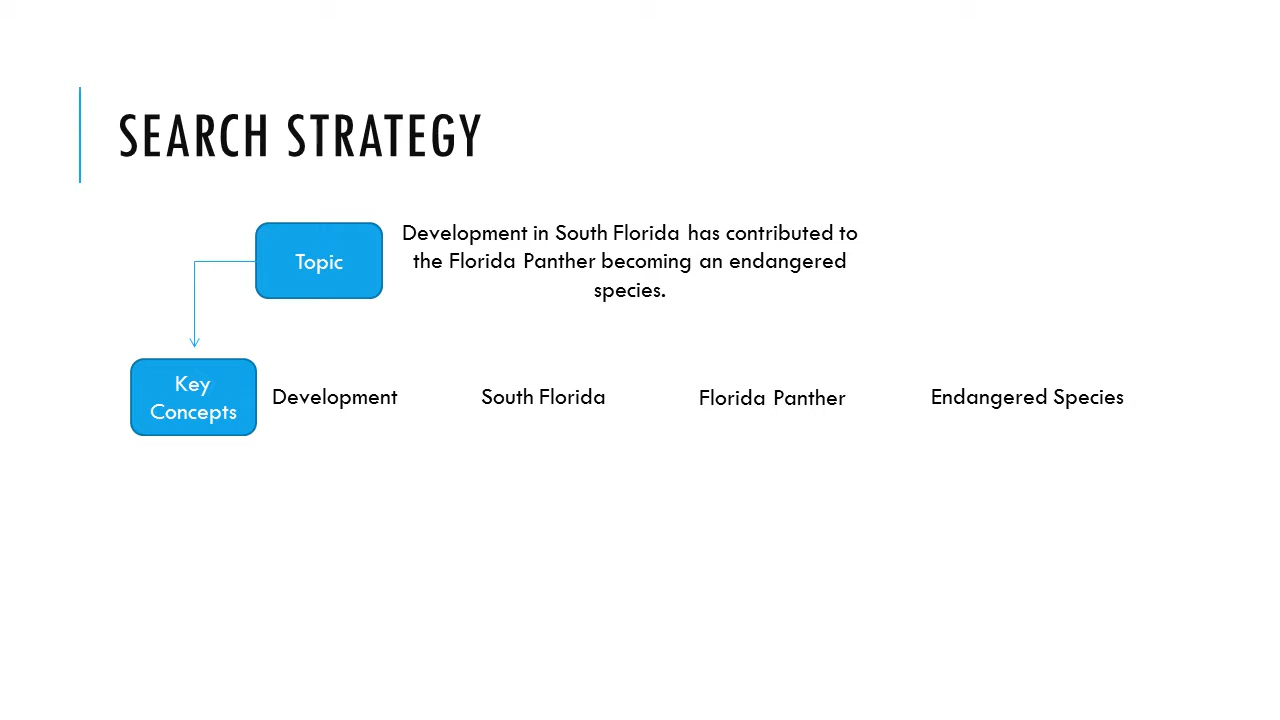 SEARCH STRATEGY
Topic
Development in South Florida has contributed to
the Florida Panther becoming an endangered
species.
Key
Concepts
Development
South Florida
Florida Panther
Endangered Species